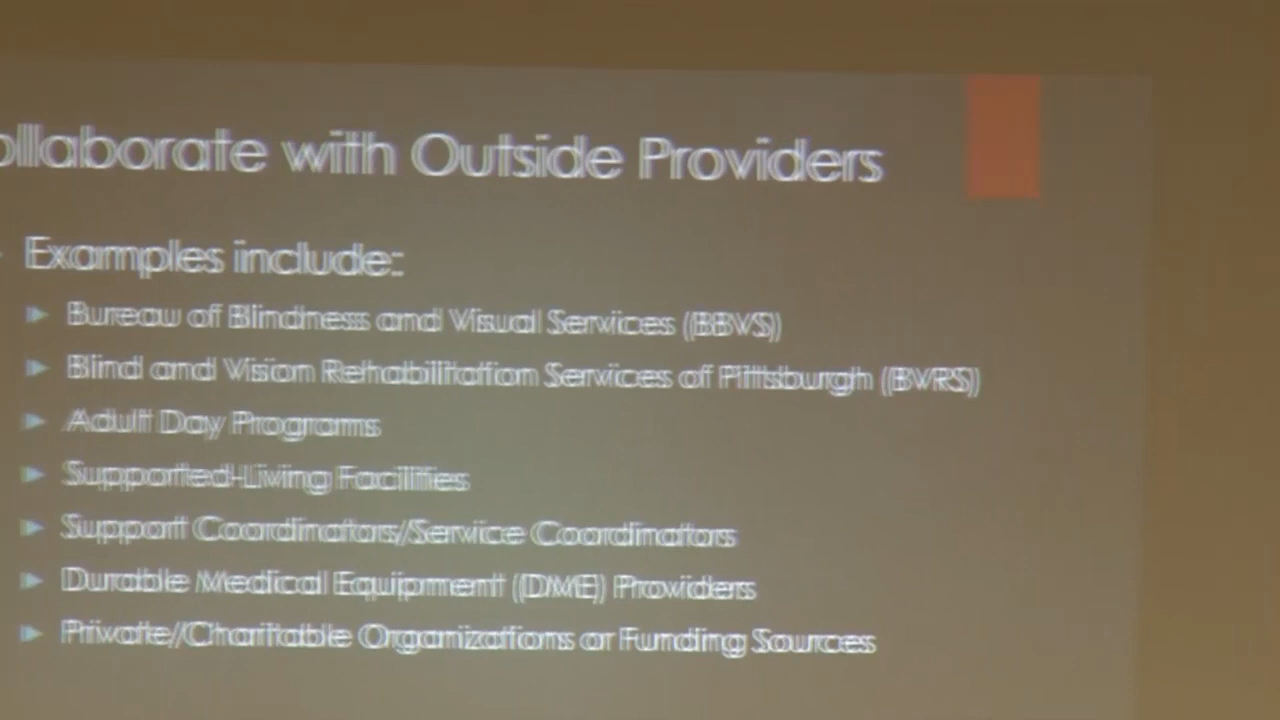 ollaborate with Outside Providers
Examples include:
Bureau of Blindness and Visual Services (BBVS)
Blind and Vision Rehabilitation Services of Pittsburgh (BVRS)
Adult Day Programs
Supported-Living Facilities
Support Coordinators/Service Coordinators
Durable Medical Equipment (DME) Providers
Private/Charitable Organizations or Funding Sources